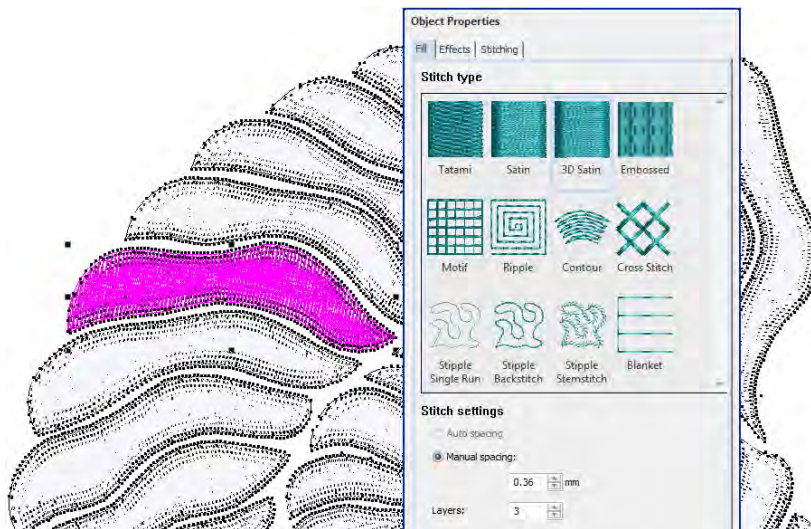 Object Properties
Fill Effects Stitching
Stitch type
Tatami Satin 3D Satin Embossed
Motif Ripple Contour Cross Stitch
Stipple Single Run Stipple Backstitch Stipple Stemstitch Blanket
Stitch settings
Auto spacing
Manual spacing:
0.36 mm
Layers: 3